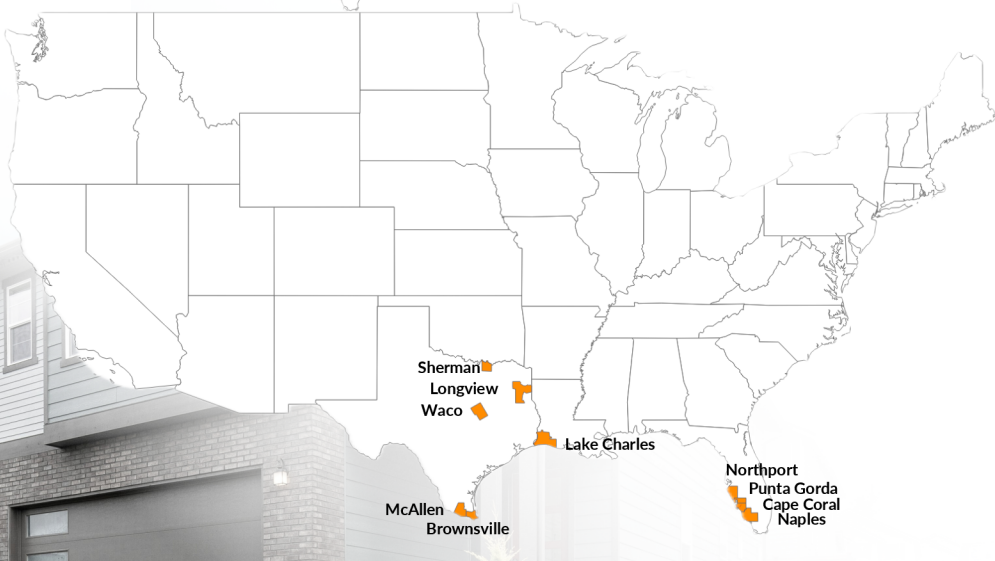 Sherman
Longview
Waco
Lake Charles
Northport
Punta Gorda
Cape Coral
Naples
McAllen
Brownsville